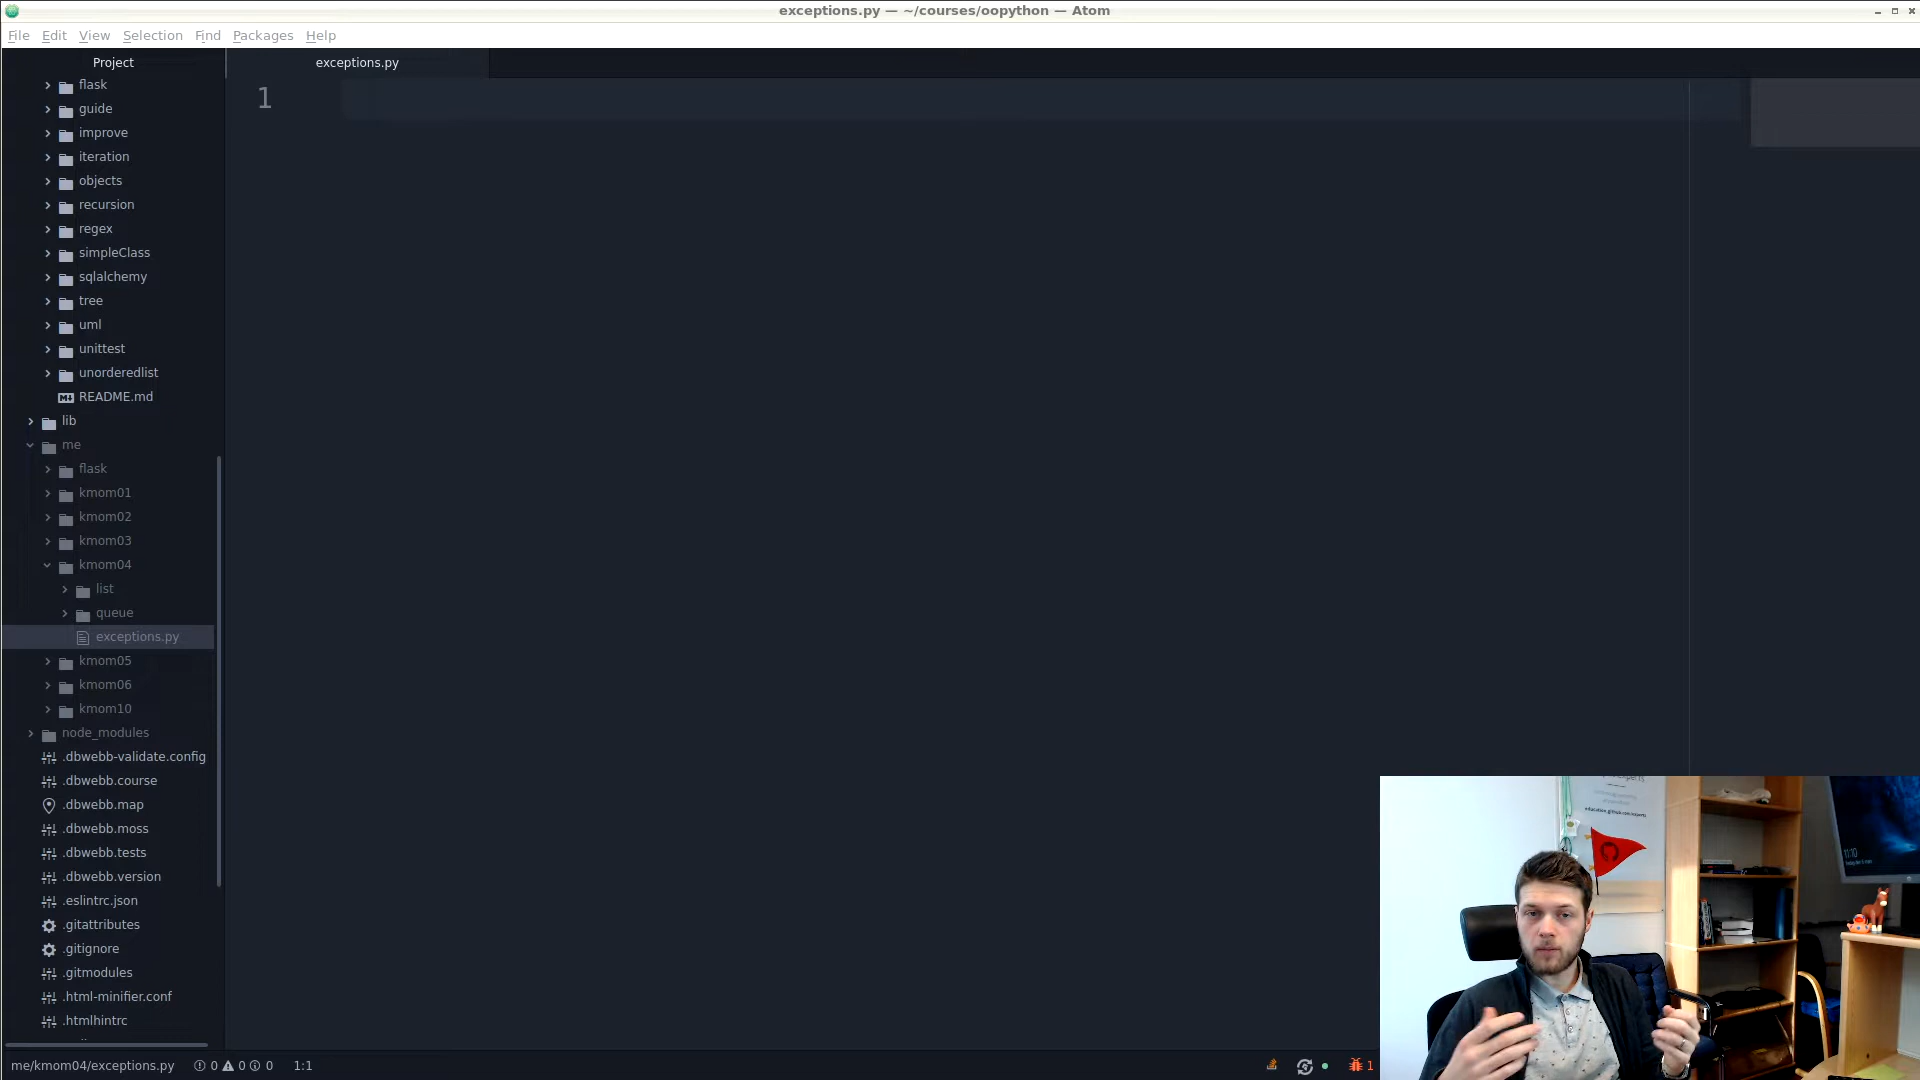 exceptions.py — ~/courses/oopython — Atom
File Edit View Selection Find Packages Help
Project
exceptions.py
1
flask
guide
improve
iteration
objects
recursion
regex
simpleClass
sqlalchemy
tree
uml
unittest
unorderedlist
README.md
lib
me
flask
kmom01
kmom02
kmom03
kmom04
list
queue
exceptions.py
kmom05
kmom06
kmom10
node_modules
.dbwebb-validate.config
.dbwebb.course
.dbwebb.map
.dbwebb.moss
.dbwebb.tests
.dbwebb.version
.eslintrc.json
.gitattributes
.gitignore
.gitmodules
.html-minifier.conf
.htmlhintrc
me/kmom04/exceptions.py 0 0 0 1:1
1
11:10